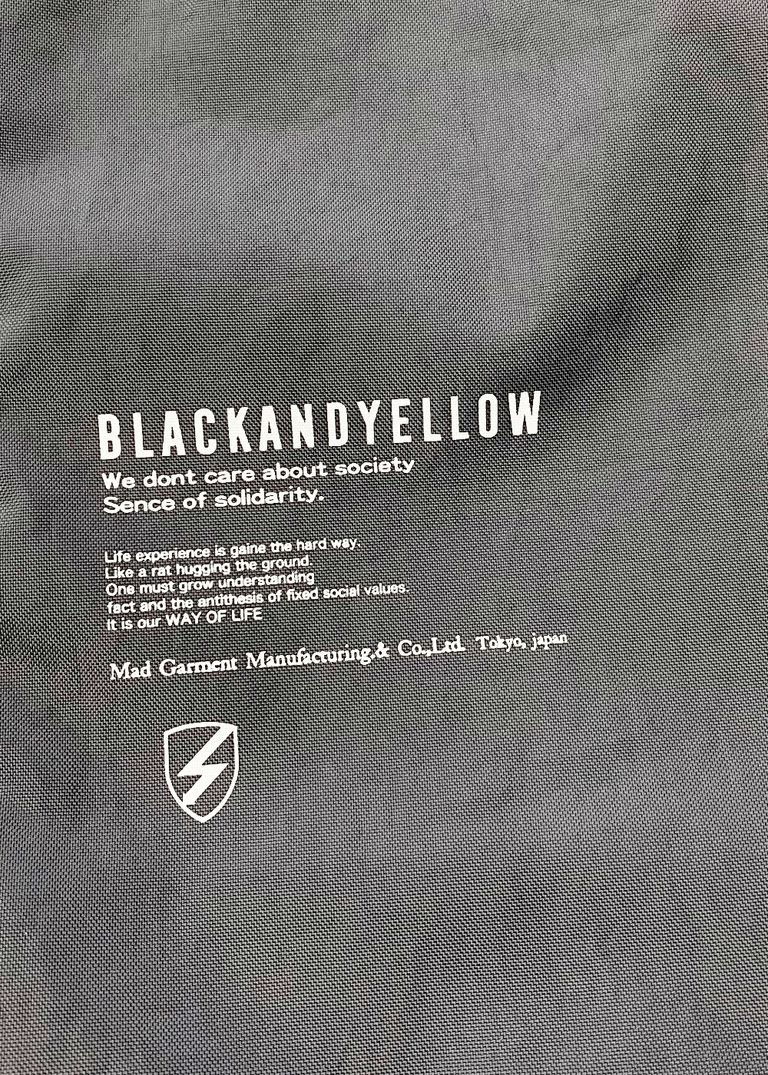 BLACKANDYELLOW
We dont care about society
Sence of solidarity.
Life experience is gaine the hard way.
Like a rat hugging the ground.
One must grow understanding
fact and the antithesis of fixed social values.
It is our WAY OF LIFE
Mad Garment Manufacturing,& Co.,Ltd. Tokyo, japan